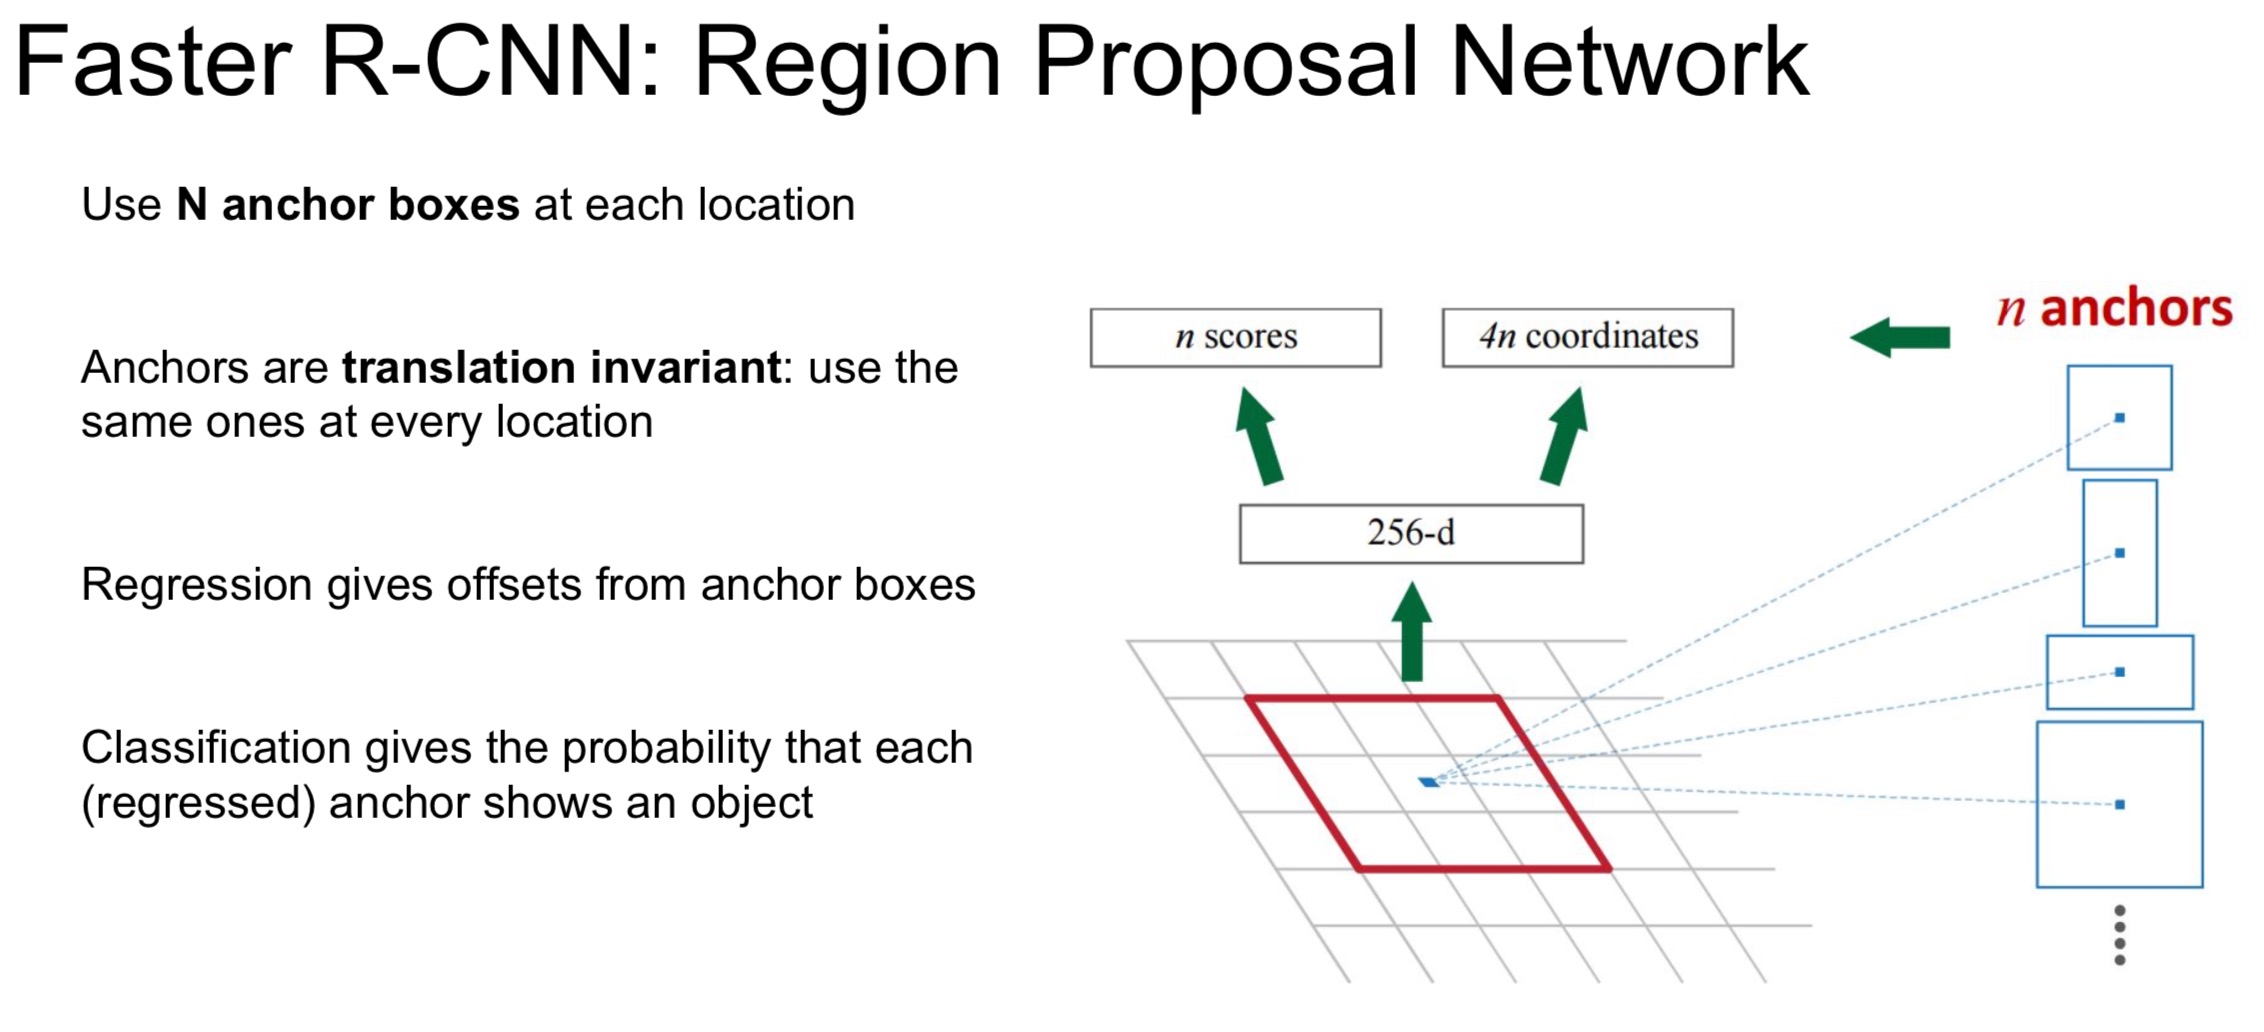 Faster R-CNN: Region Proposal Network
Use N anchor boxes at each location
Anchors are translation invariant: use the
same ones at every location
Regression gives offsets from anchor boxes
Classification gives the probability that each
(regressed) anchor shows an object
n anchors
n scores
4n coordinates
256-d